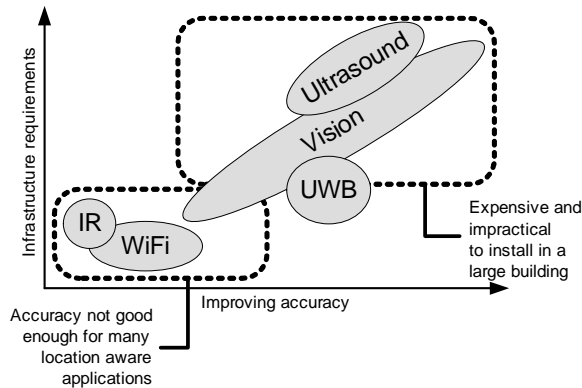 Infrastructure requirements
Ultrasound
Vision
UWB
IR
WiFi
Expensive and
impractical
to install in a
large building
Improving accuracy
Accuracy not good
enough for many
location aware
applications